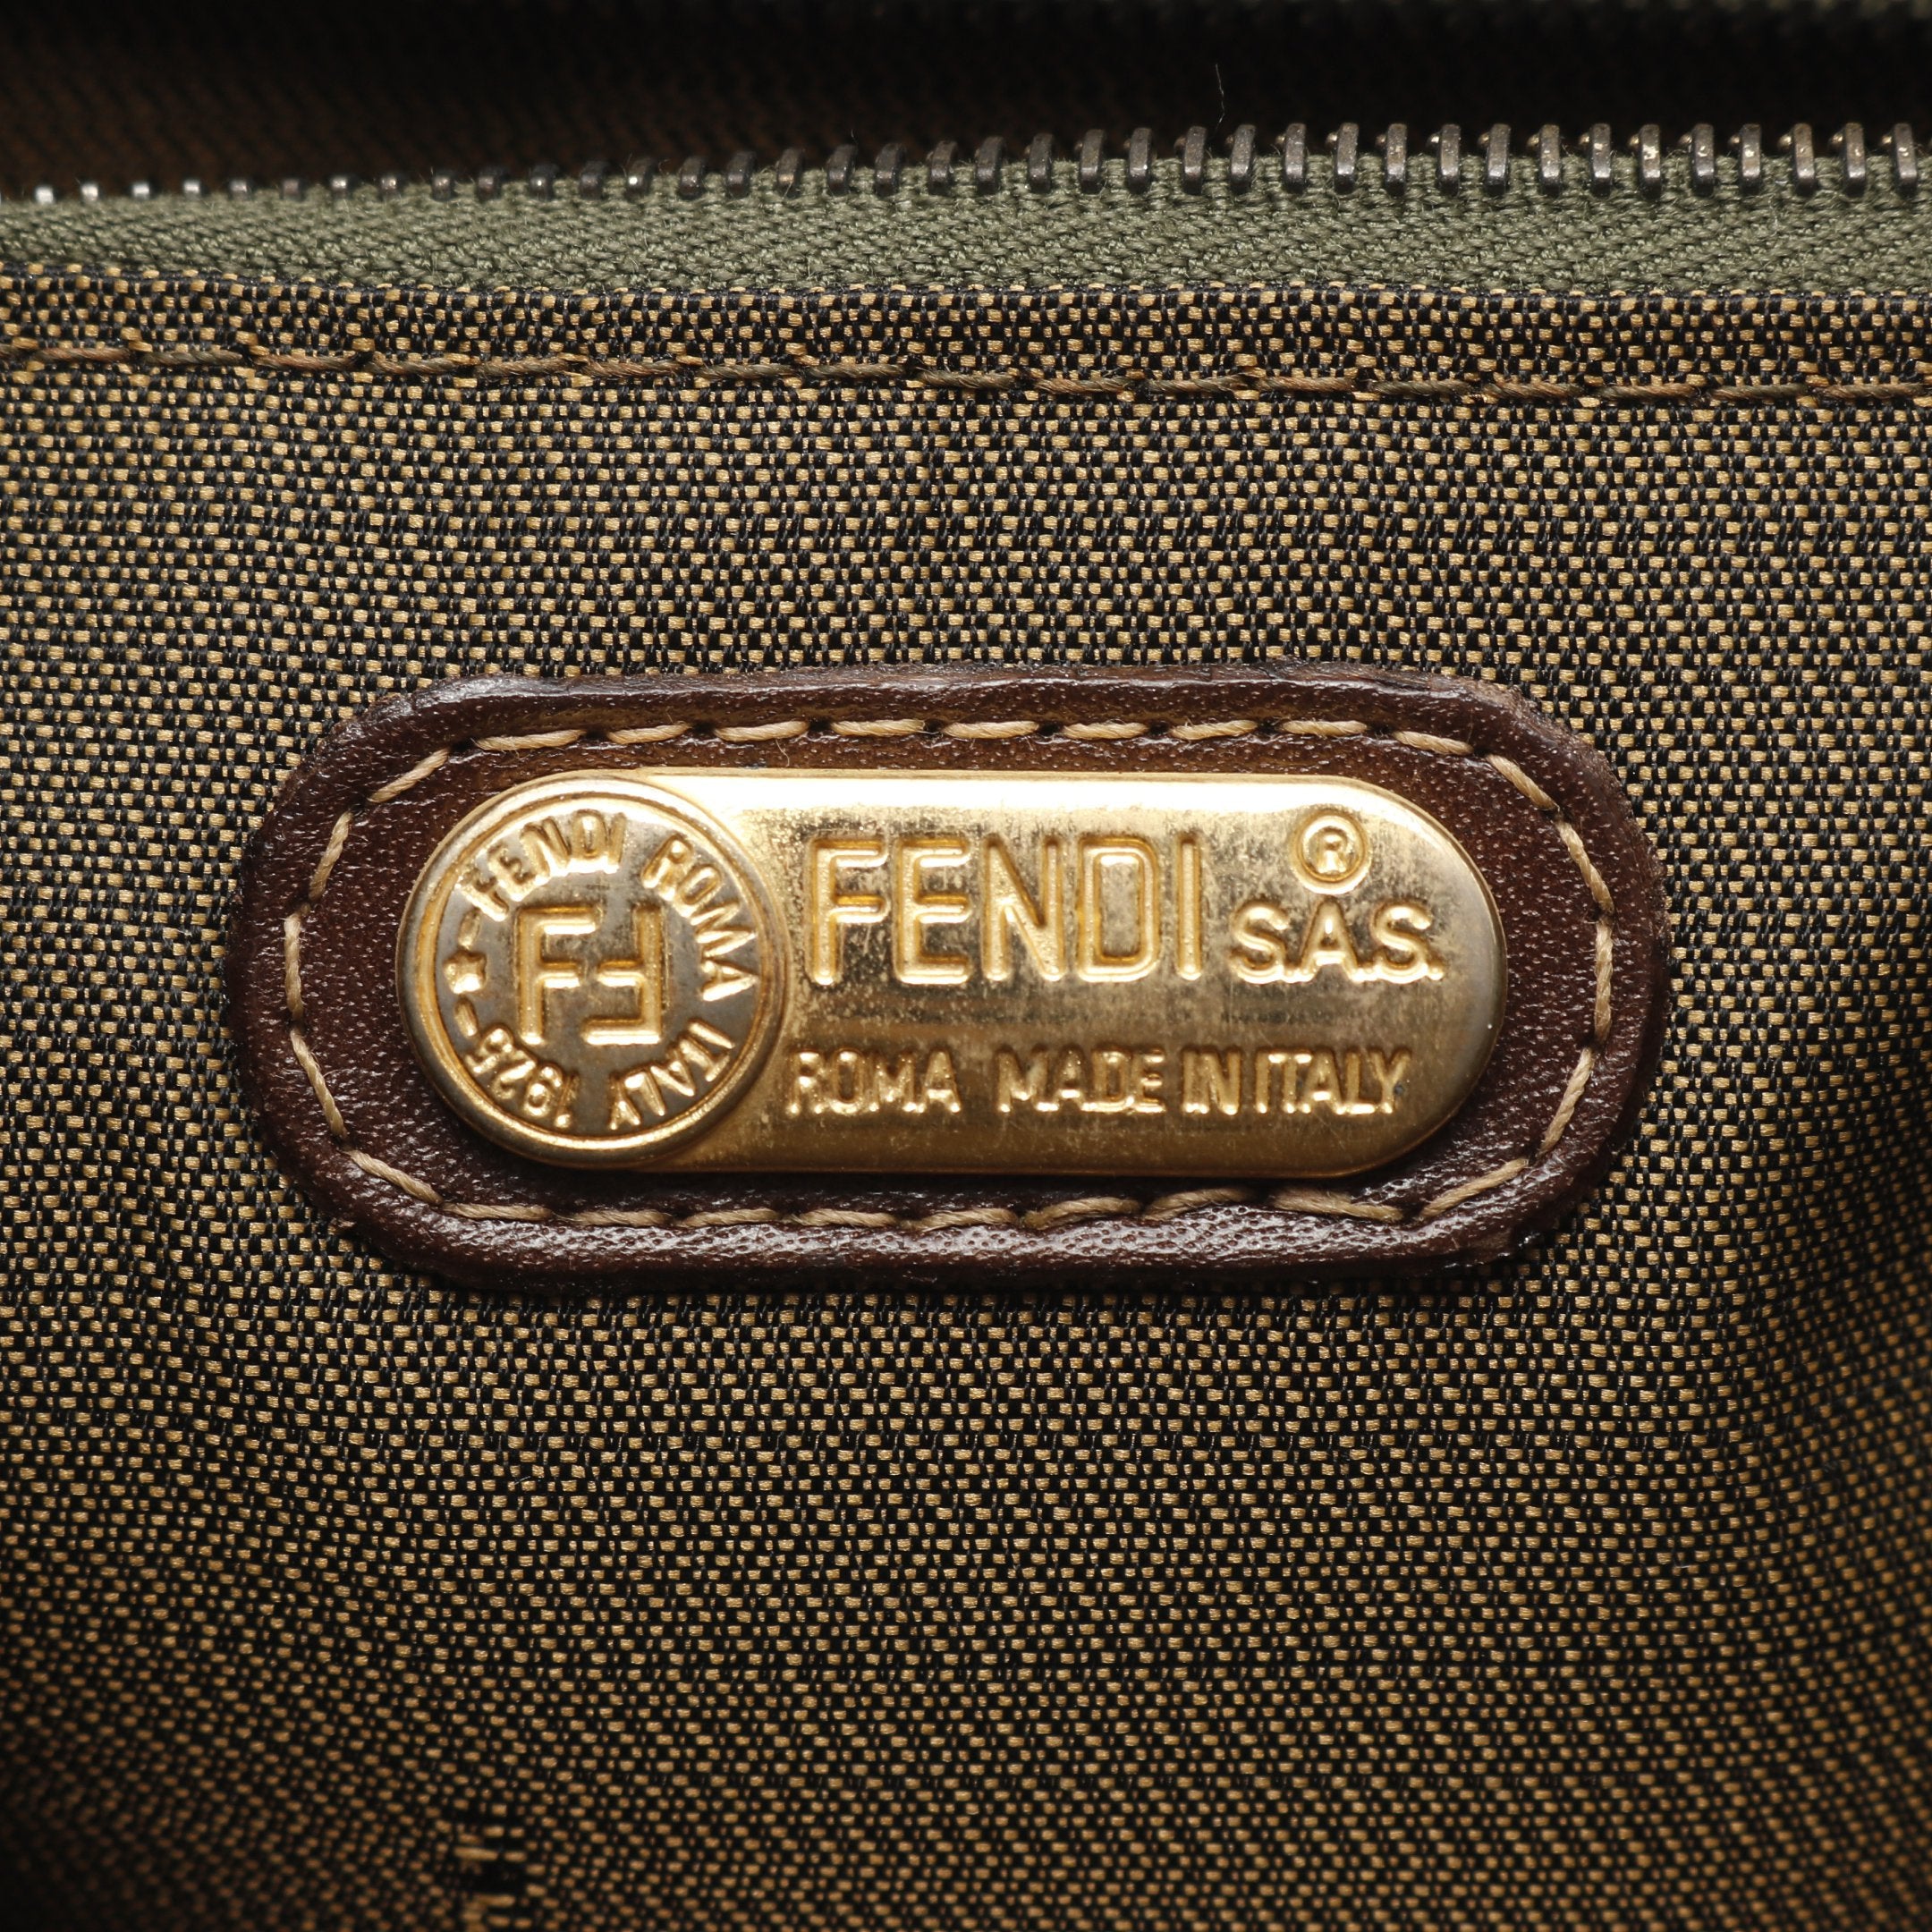 FENDI ROMA ITALY 1925
FF
FENDI ® S.A.S.
ROMA MADE IN ITALY